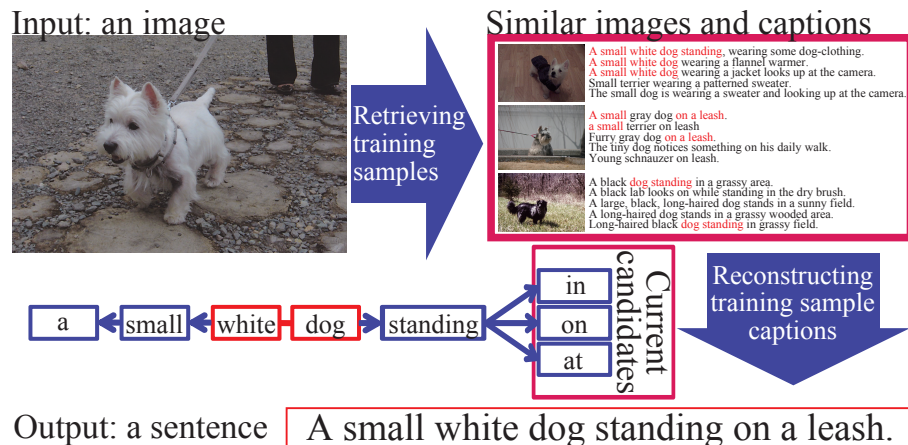 Input: an image
Similar images and captions
Retrieving
training
samples
A small white dog standing, wearing some dog-clothing.
A small white dog wearing a flannel warmer.
A small white dog wearing a jacket looks up at the camera.
Small terrier wearing a patterned sweater.
The small dog is wearing a sweater and looking up at the camera.
A small gray dog on a leash.
a small terrier on leash
Furry gray dog on a leash.
The tiny dog notices something on his daily walk.
Young schnauzer on leash.
A black dog standing in a grassy area.
A black lab looks on while standing in the dry brush.
A large, black, long-haired dog stands in a sunny field.
A long-haired dog stands in a grassy wooded area.
Long-haired black dog standing in grassy field.
a
small
white
dog
standing
in
on
at
Current
candidates
Reconstructing
training sample
captions
Output: a sentence
A small white dog standing on a leash.